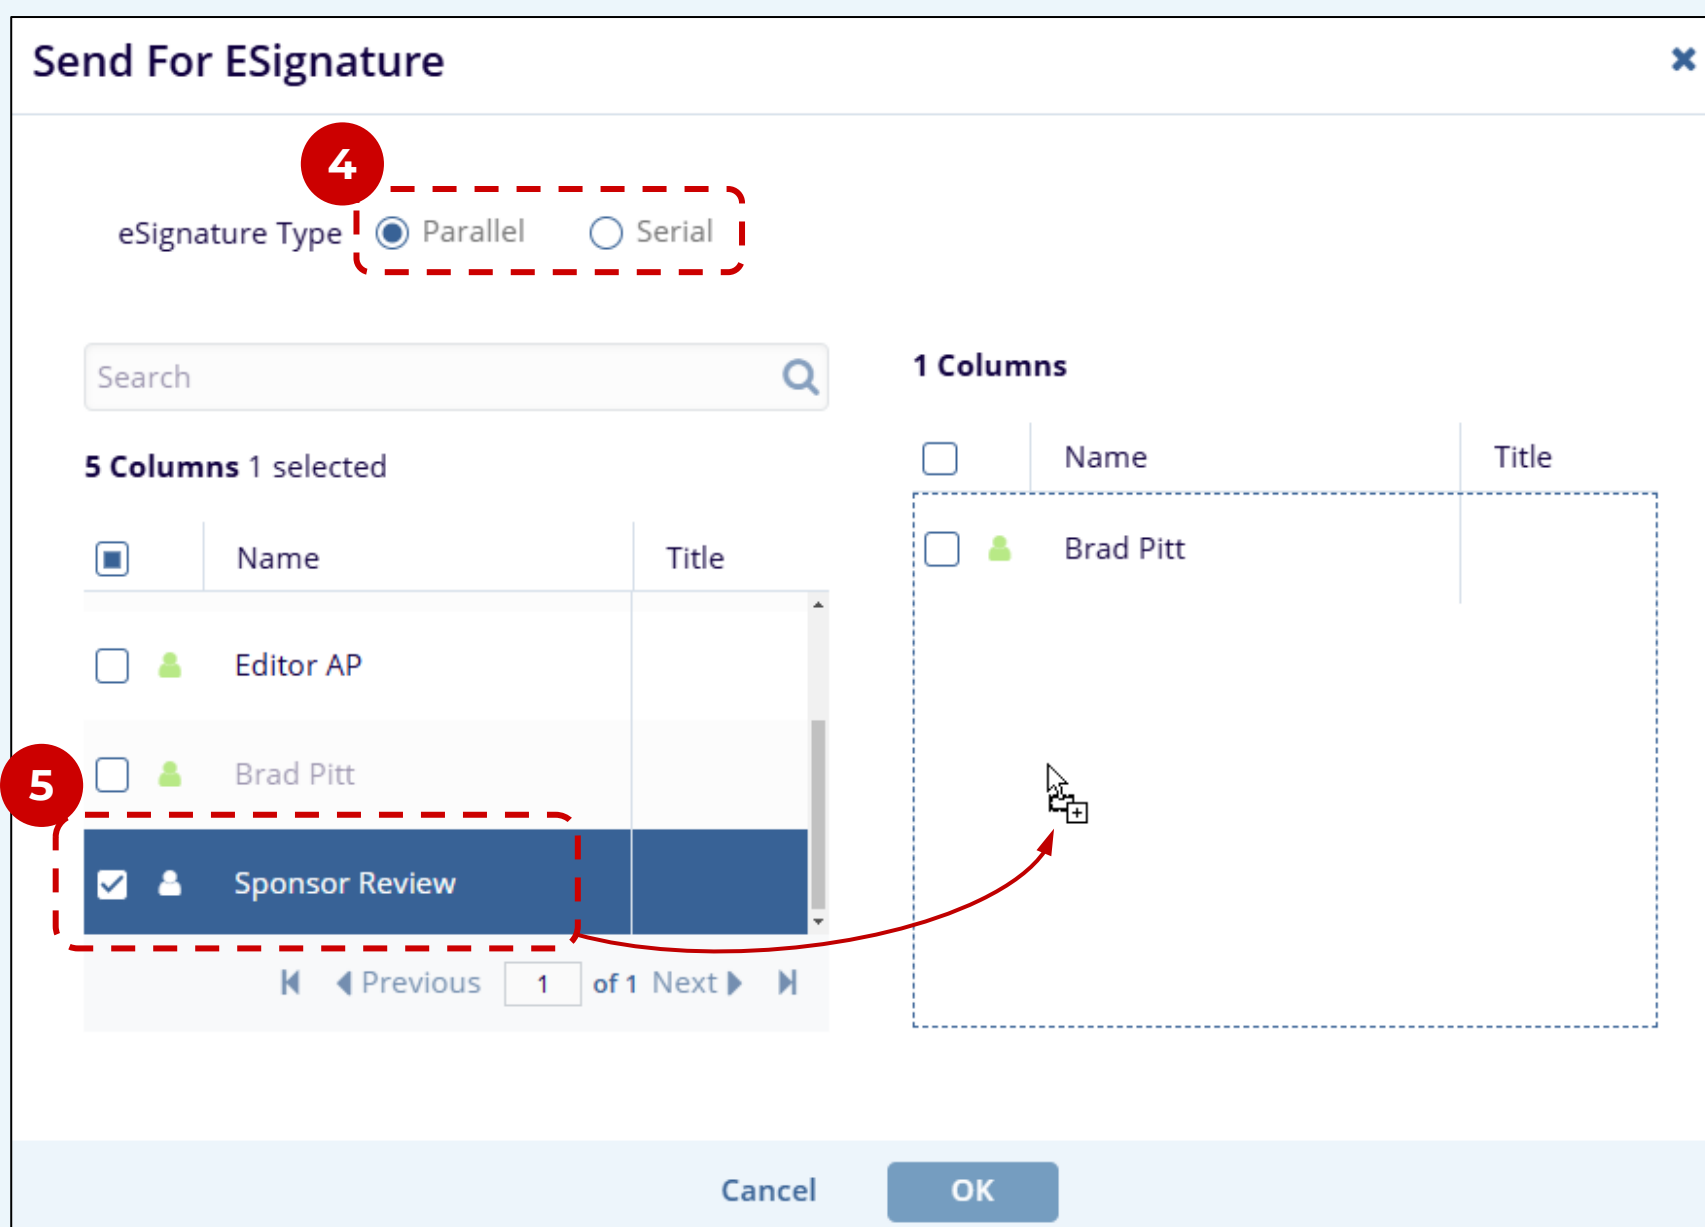 Send For ESignature
4
eSignature Type Parallel Serial
Search
5 Columns 1 selected
Name Title
Editor AP
Brad Pitt
5
Sponsor Review
Previous 1 of 1 Next
1 Columns
Name Title
Brad Pitt
Cancel OK